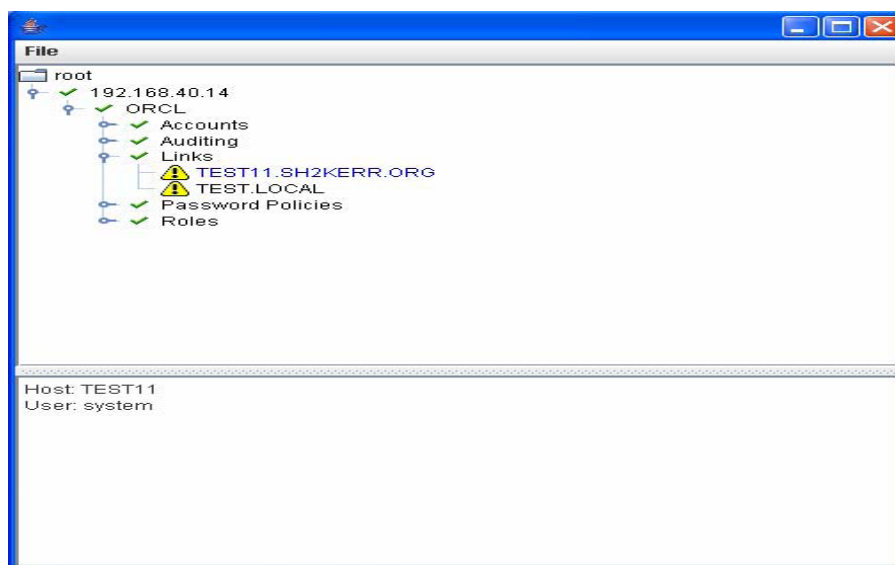 File
root
192.168.40.14
ORCL
Accounts
Auditing
Links
TEST11.SH2KERR.ORG
TEST.LOCAL
Password Policies
Roles
Host: TEST11
User: system